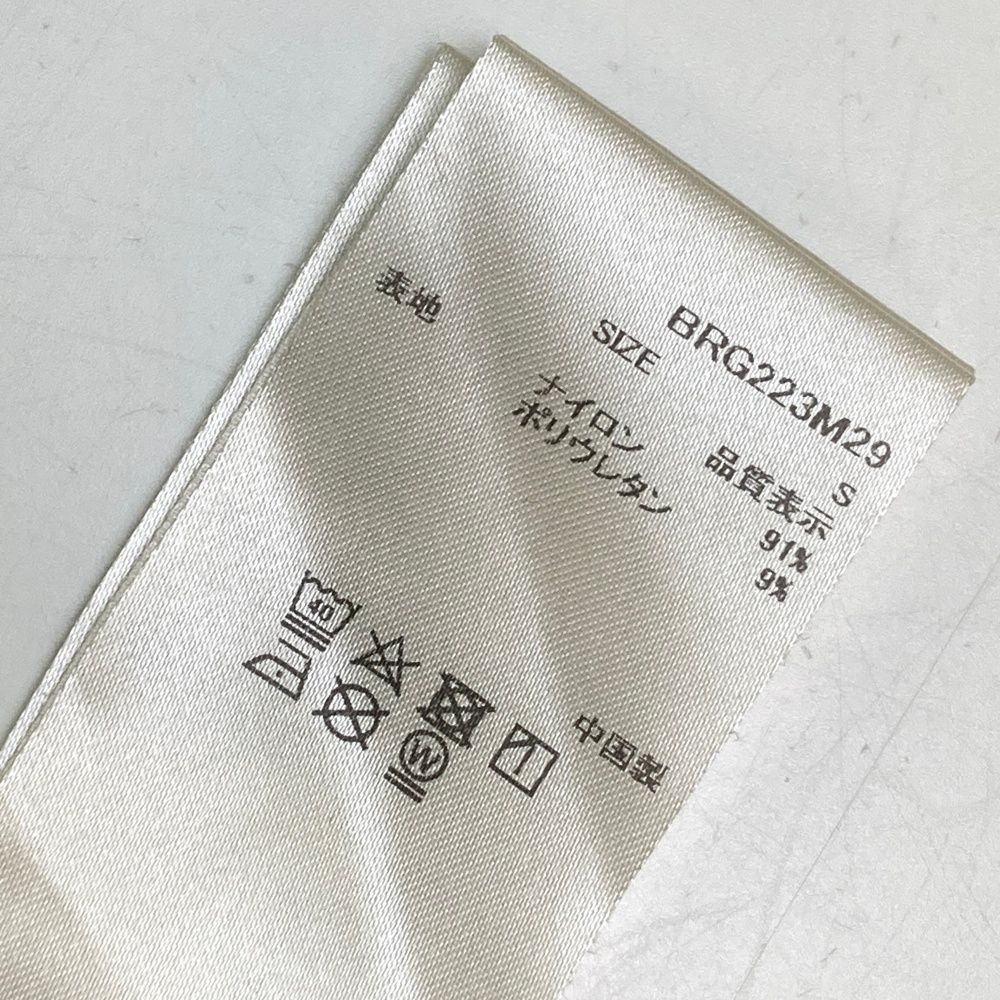 BRG223M29
SIZE S
品質表示
表地 ナイロン 91%
ポリウレタン 9%
40
W
中国製